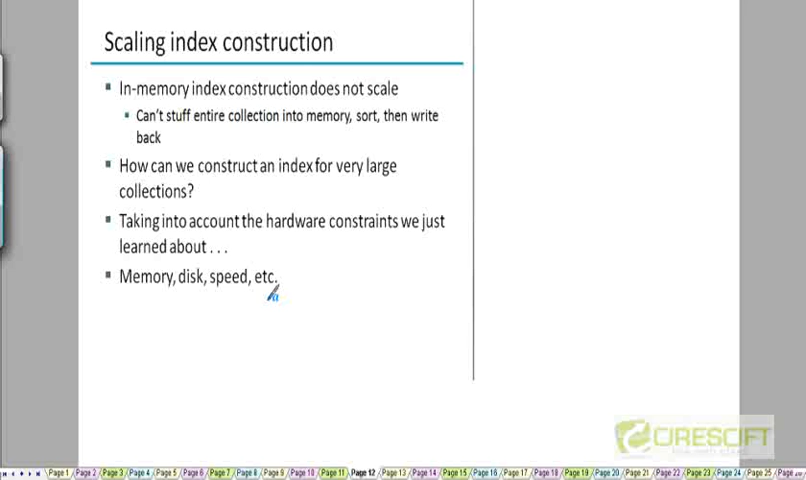 Scaling index construction
In-memory index construction does not scale
Can't stuff entire collection into memory, sort, then write
back
How can we construct an index for very large
collections?
Taking into account the hardware constraints we just
learned about . . .
Memory, disk, speed, etc.
CIRESCIFT
Page 1 Page 2 Page 3 Page 4 Page 5 Page 6 Page 7 Page 8 Page 9 Page 10 Page 11 Page 12 Page 13 Page 14 Page 15 Page 16 Page 17 Page 18 Page 19 Page 20 Page 21 Page 22 Page 23 Page 24 Page 25 Page